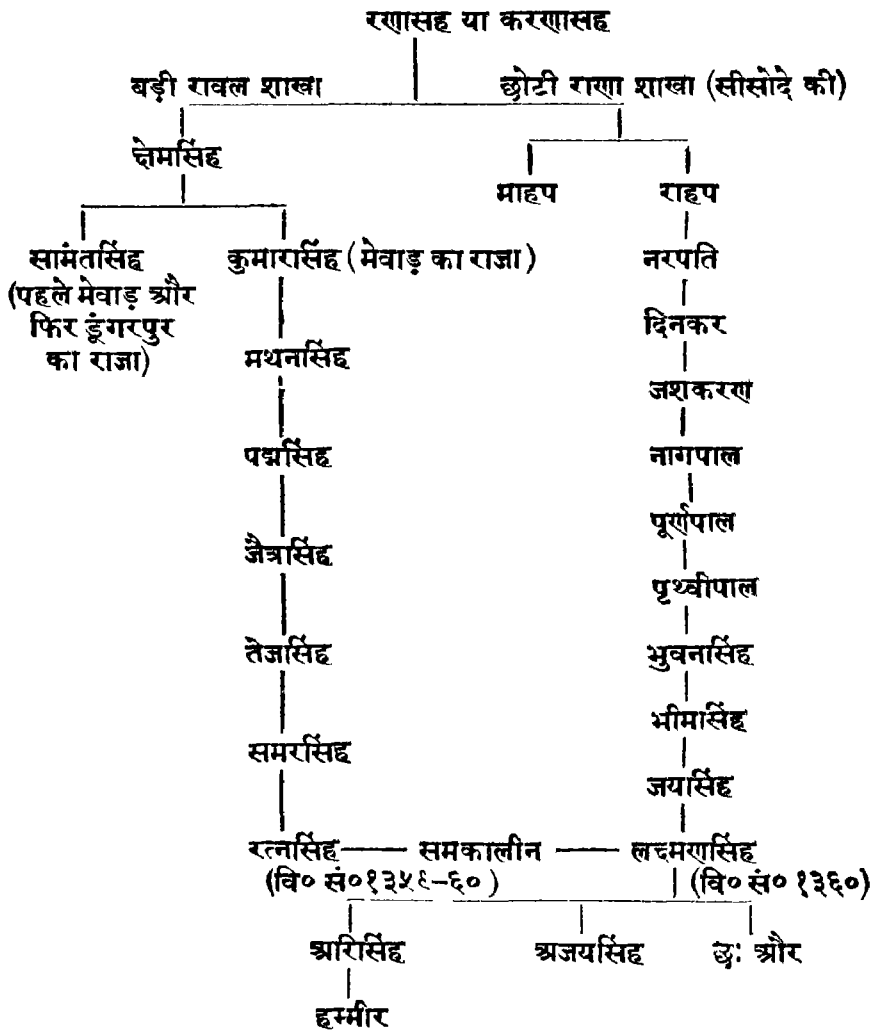 रणसिंह या करणसिंह
बड़ी रावल शाखा छोटी राणा शाखा (सीसोदे की)
क्षेमसिंह
माहप राहप
सामंतसिंह कुमारसिंह (मेवाड़ का राजा) नरपति
(पहले मेवाड़ और
फिर डूंगरपुर
का राजा)
दिनकर
मथनसिंह
जशकरण
पद्मसिंह नागपाल
पूर्णपाल
जैत्रसिंह
पृथ्वीपाल
तेजसिंह भुवनसिंह
भीमसिंह
समरसिंह
जयसिंह
रत्नसिंह — समकालीन — लक्ष्मणसिंह
(वि० सं० १३५९-६०) (वि० सं० १३६०)
अरिसिंह अजयसिंह छः और
हम्मीर